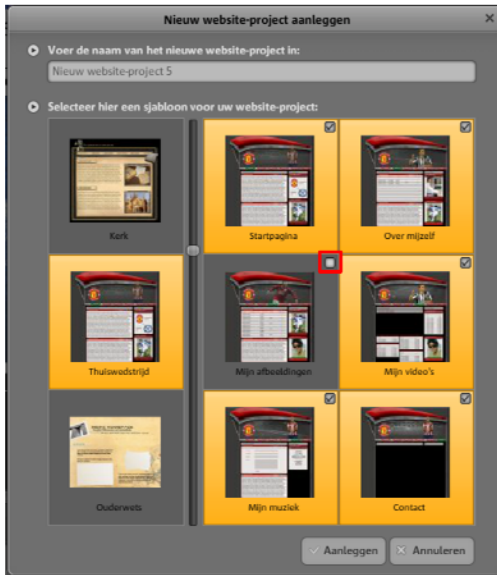 Nieuw website-project aanleggen
Voer de naam van het nieuwe website-project in:
Nieuw website-project 5
Selecteer hier een sjabloon voor uw website-project:
Kerk
Startpagina
Over mijzelf
Thuiswedstrijd
Mijn afbeeldingen
Mijn video's
Ouderwets
Mijn muziek
Contact
Aanleggen
Annuleren